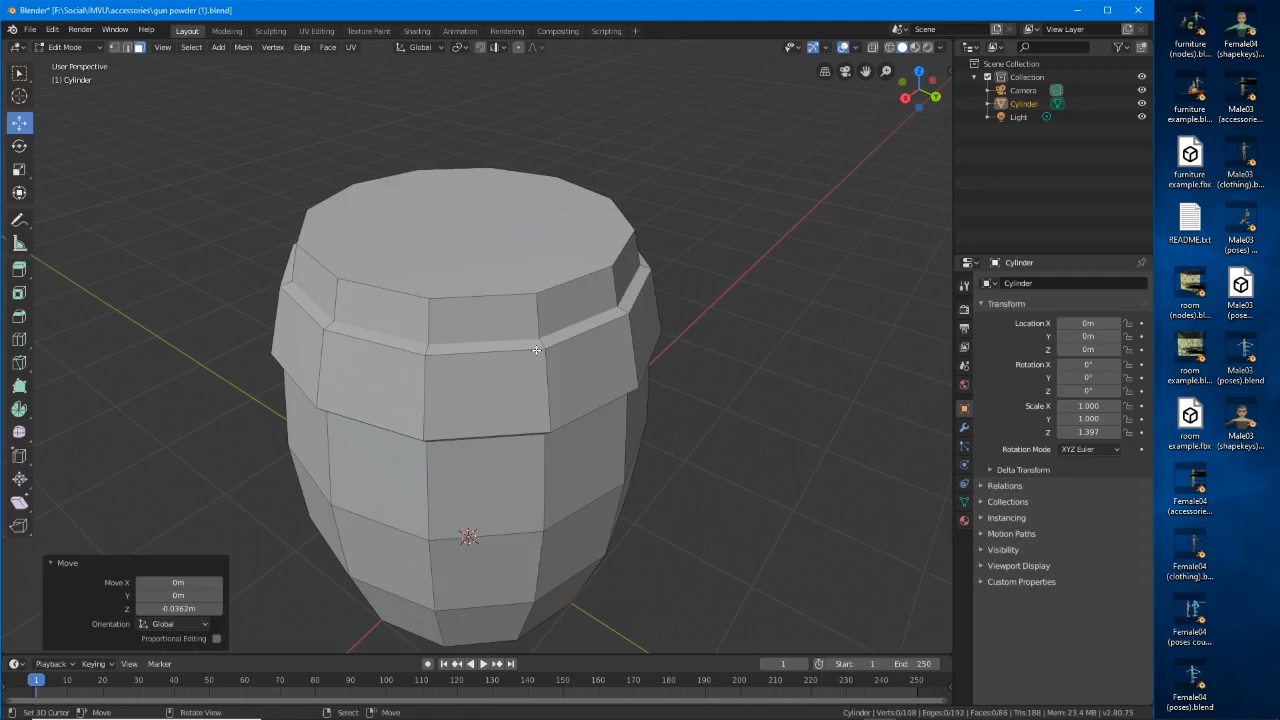 Blender* [F:\Social\IMVU\accessories\gun powder (1).blend]
File Edit Render Window Help Layout Modeling Sculpting UV Editing Texture Paint Shading Animation Rendering Compositing Scripting + Scene View Layer
Edit Mode View Select Add Mesh Vertex Edge Face UV Global
User Perspective
(1) Cylinder
Z
X
Y
Scene Collection
Collection
Camera
Cylinder
Light
Cylinder
Cylinder
Transform
Location X 0m
Y 0m
Z 0m
Rotation X 0°
Y 0°
Z 0°
Scale X 1.000
Y 1.000
Z 1.397
Rotation Mode XYZ Euler
Delta Transform
Relations
Collections
Instancing
Motion Paths
Visibility
Viewport Display
Custom Properties
Move
Move X 0m
Y 0m
Z -0.0362m
Orientation Global
Proportional Editing
Playback Keying View Marker 1 Start: 1 End: 250
1 10 20 30 40 50 60 70 80 90 100 110 120 130 140 150 160 170 180 190 200 210 220 230 240 250
Set 3D Cursor Move Rotate View Select Move Cylinder | Verts:0/108 | Edges:0/192 | Faces:0/86 | Tris:188 | Mem: 23.4 MB | v2.80.75
furniture
(nodes).bl...
Female04
(shapekeys)...
furniture
example.bl...
Male03
(accessorie...
furniture
example.fbx
Male03
(clothing).b...
README.txt
Male03
(poses) ...
room
(nodes).bl...
Male03
(pose...
room
example.bl...
Male03
(poses).blend
room
example.fbx
Male03
(shapekeys)...
Female04
(accessorie...
Female04
(clothing).b...
Female04
(poses cou...
Female04
(poses).blend